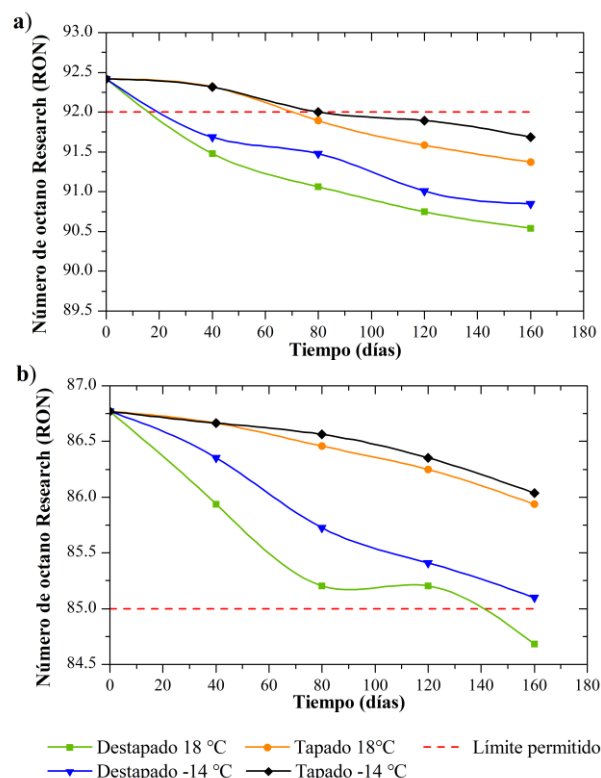 a)
Número de octano Research (RON)
93.0
92.5
92.0
91.5
91.0
90.5
90.0
89.5
0 20 40 60 80 100 120 140 160 180
Tiempo (días)
b)
Número de octano Research (RON)
87.0
86.5
86.0
85.5
85.0
84.5
0 20 40 60 80 100 120 140 160 180
Tiempo (días)
Destapado 18 °C Tapado 18°C Límite permitido
Destapado -14 °C Tapado -14 °C